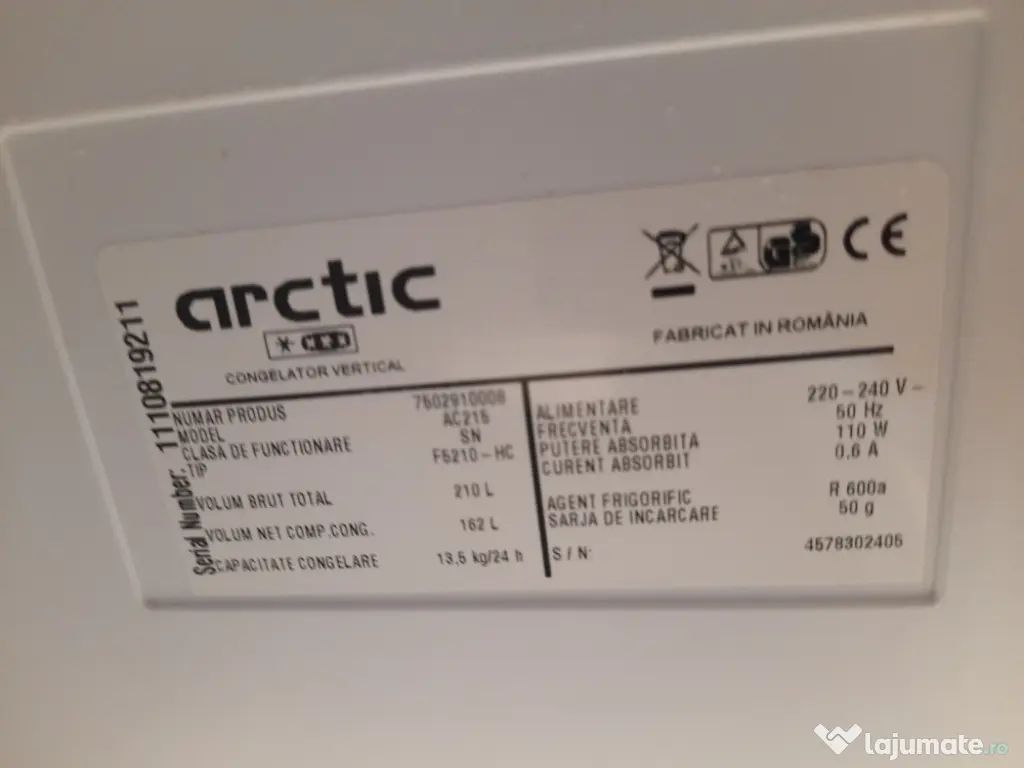 arctic
CONGELATOR VERTICAL
FABRICAT IN ROMÂNIA
CE
Serial Number. 1110819211
NUMAR PRODUS 7502910008
MODEL AC215
CLASA DE FUNCTIONARE SN
TIP F5210-HC
VOLUM BRUT TOTAL 210 L
VOLUM NET COMP.CONG. 162 L
CAPACITATE CONGELARE 13,5 kg/24 h
ALIMENTARE 220-240 V~
FRECVENTA 50 Hz
PUTERE ABSORBITA 110 W
CURENT ABSORBIT 0,6 A
AGENT FRIGORIFIC R 600a
SARJA DE INCARCARE 50 g
S / N: 4578302405
lajumate.ro